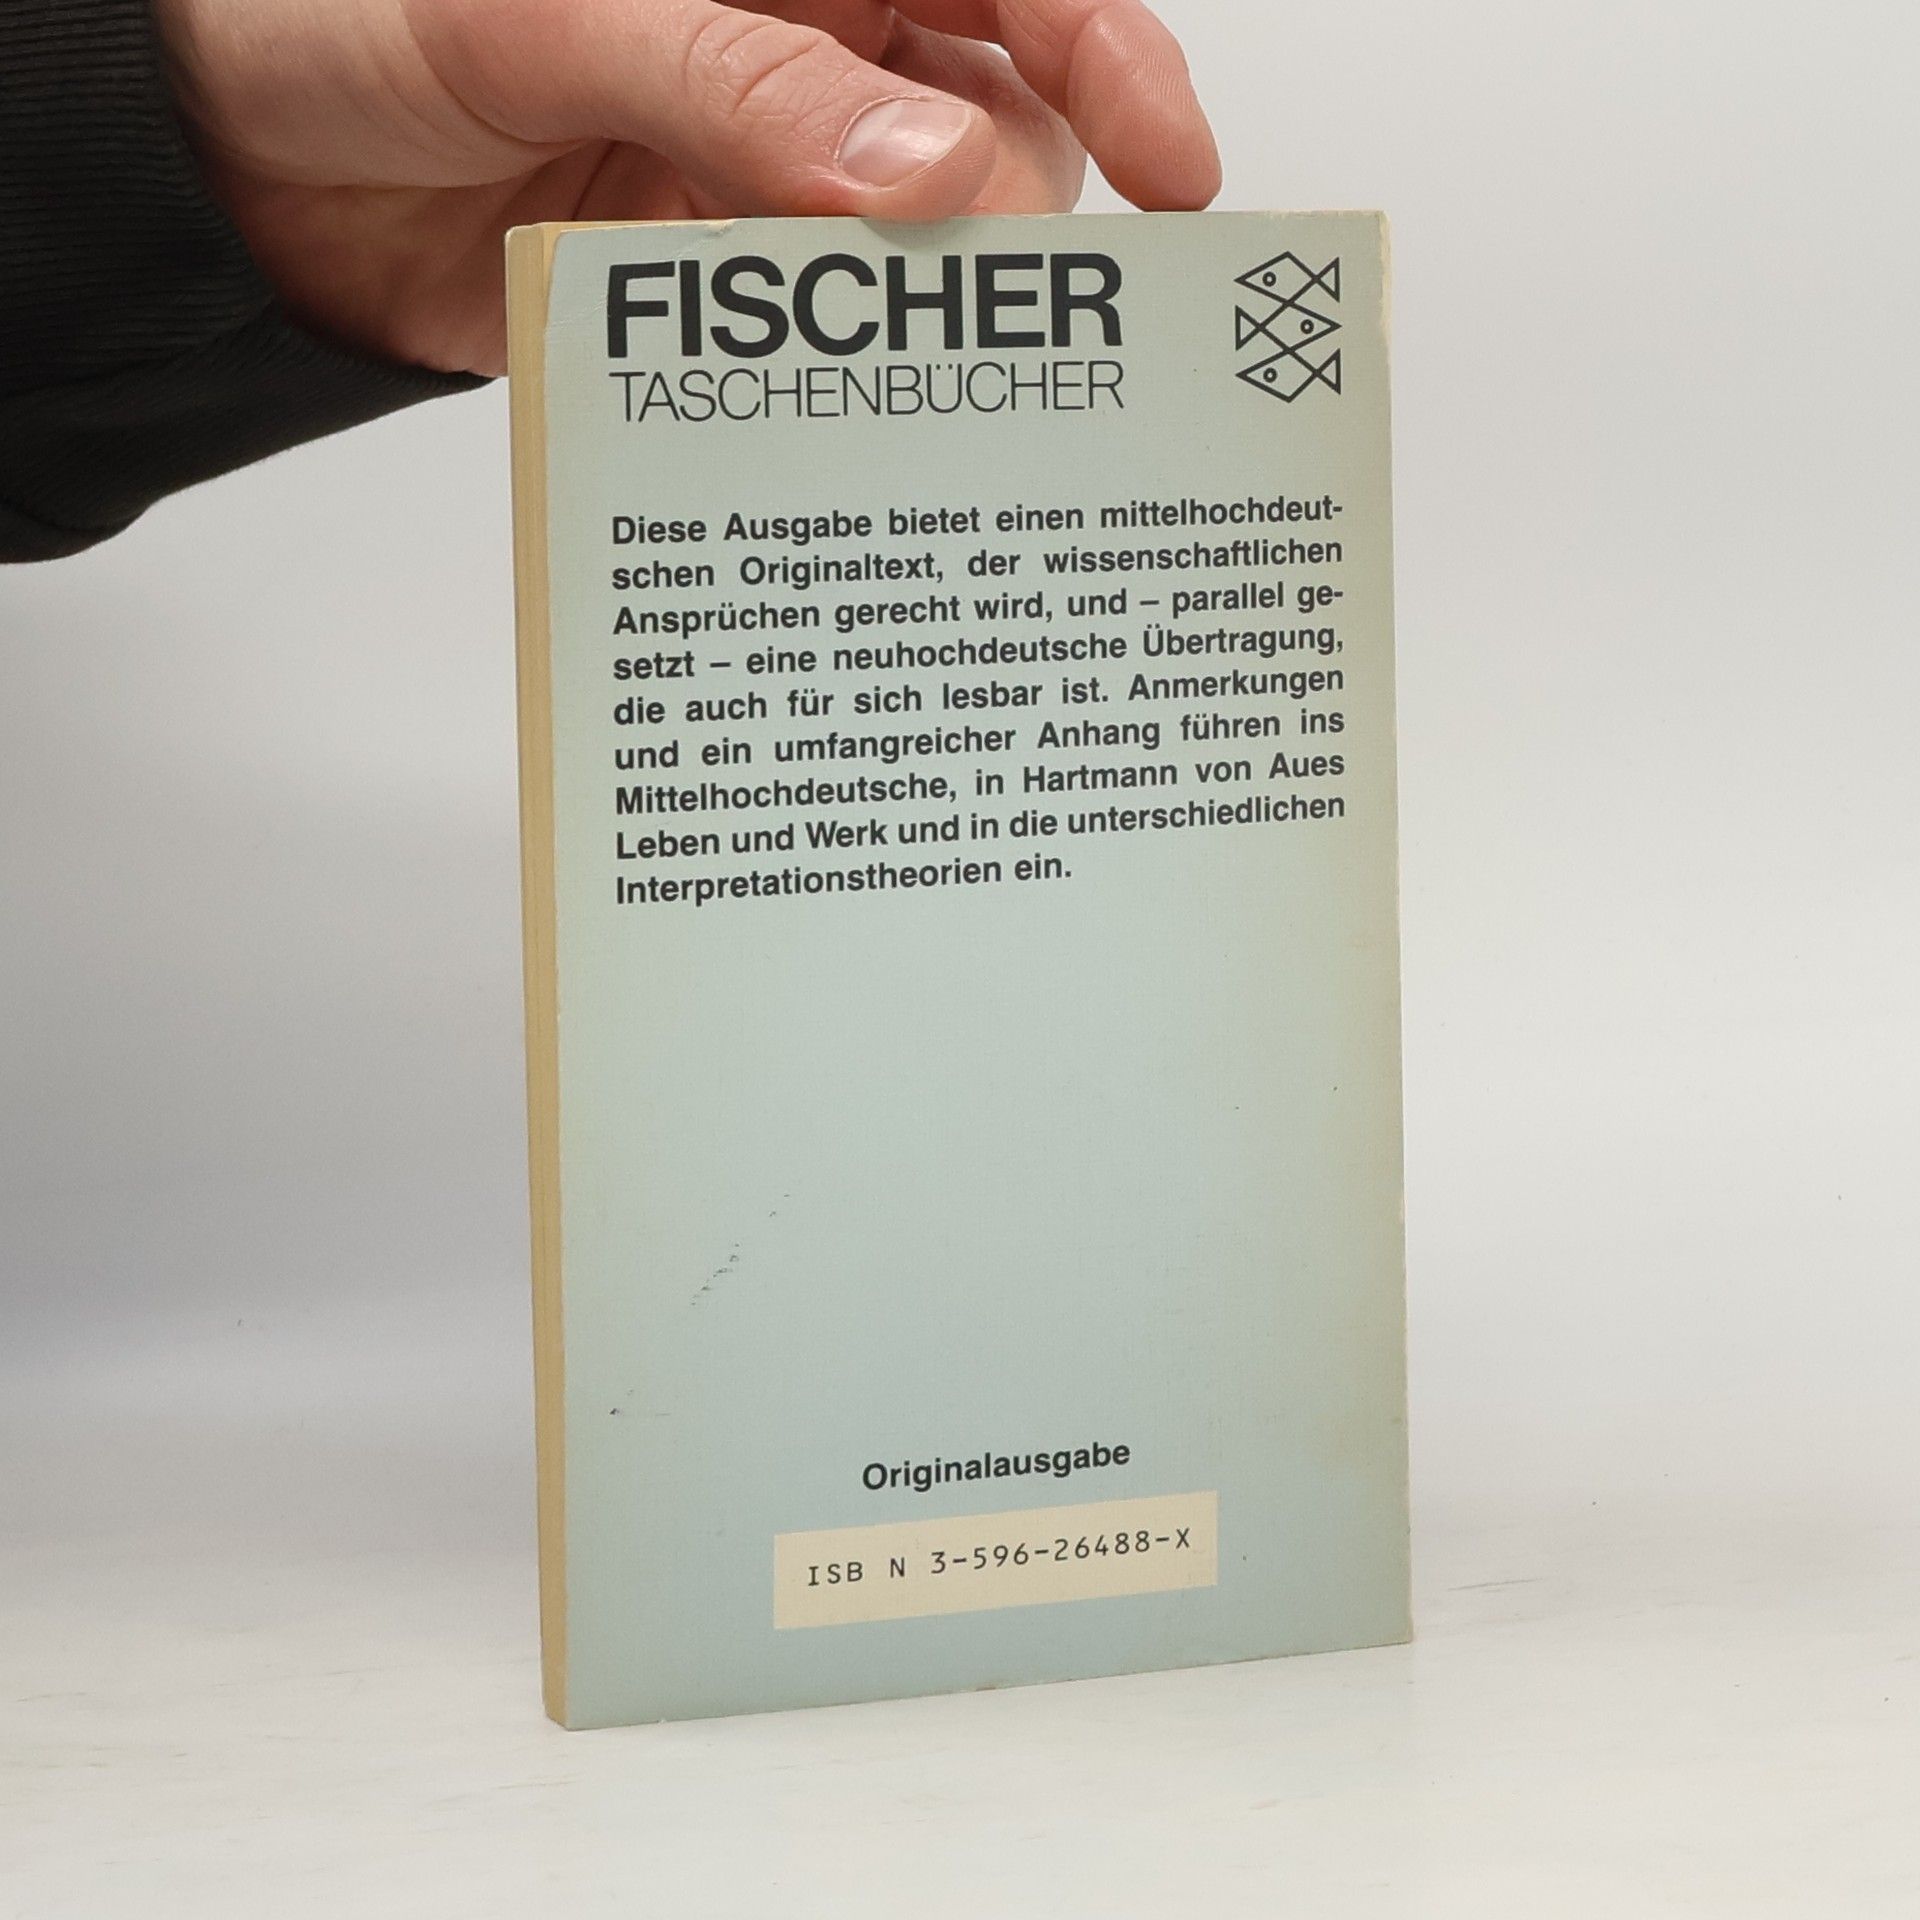 FISCHER
TASCHENBÜCHER
Diese Ausgabe bietet einen mittelhochdeut-
schen Originaltext, der wissenschaftlichen
Ansprüchen gerecht wird, und – parallel ge-
setzt – eine neuhochdeutsche Übertragung,
die auch für sich lesbar ist. Anmerkungen
und ein umfangreicher Anhang führen ins
Mittelhochdeutsche, in Hartmann von Aues
Leben und Werk und in die unterschiedlichen
Interpretationstheorien ein.
Originalausgabe
ISB N 3-596-26488-X